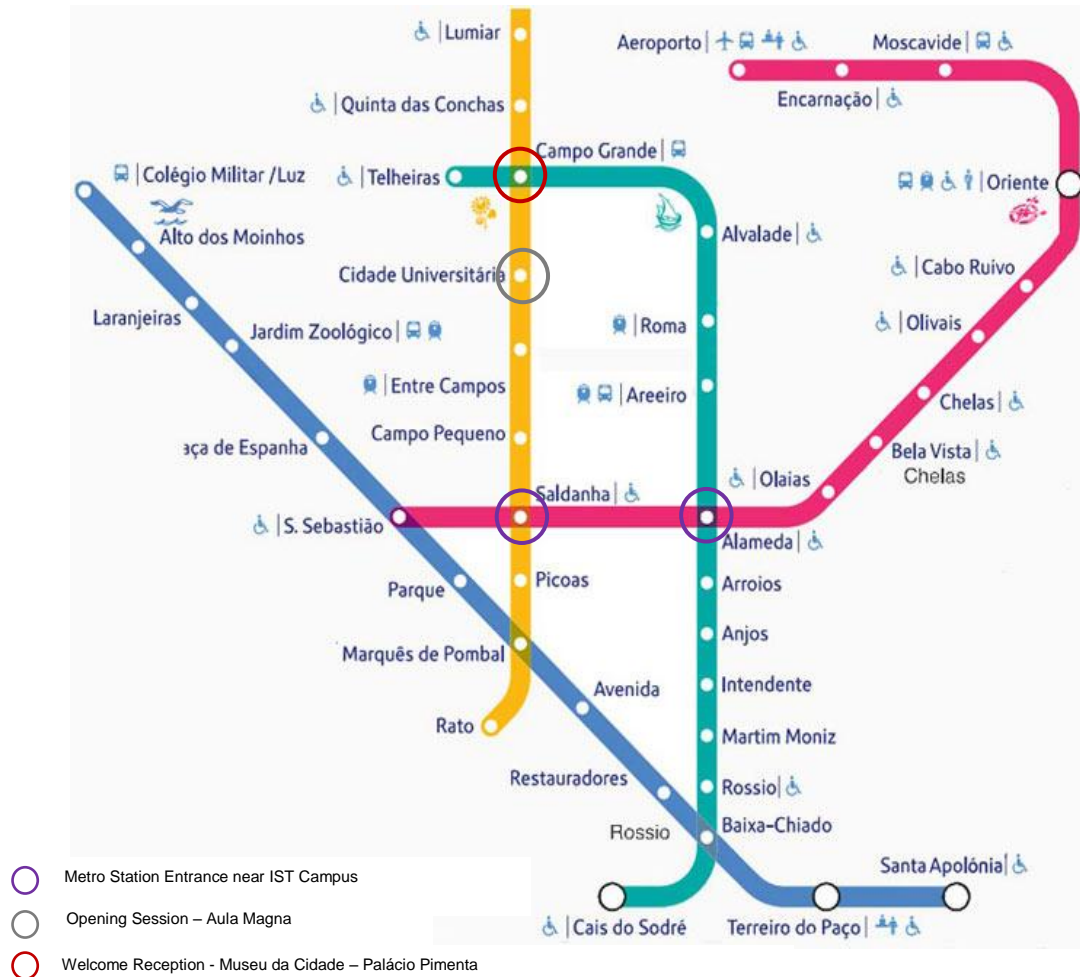 Lumiar
Aeroporto
Moscavide
Quinta das Conchas
Encarnação
Campo Grande
Colégio Militar /Luz
Telheiras
Oriente
Alto dos Moinhos
Alvalade
Cidade Universitária
Cabo Ruivo
Laranjeiras
Jardim Zoológico
Roma
Olivais
Entre Campos
Areeiro
Chelas
Campo Pequeno
aça de Espanha
Bela Vista
Chelas
Olaias
Saldanha
S. Sebastião
Alameda
Parque
Picoas
Arroios
Anjos
Marquês de Pombal
Avenida
Intendente
Rato
Martim Moniz
Restauradores
Rossio
Rossio
Baixa-Chiado
Santa Apolónia
Cais do Sodré
Terreiro do Paço
Metro Station Entrance near IST Campus
Opening Session – Aula Magna
Welcome Reception - Museu da Cidade – Palácio Pimenta